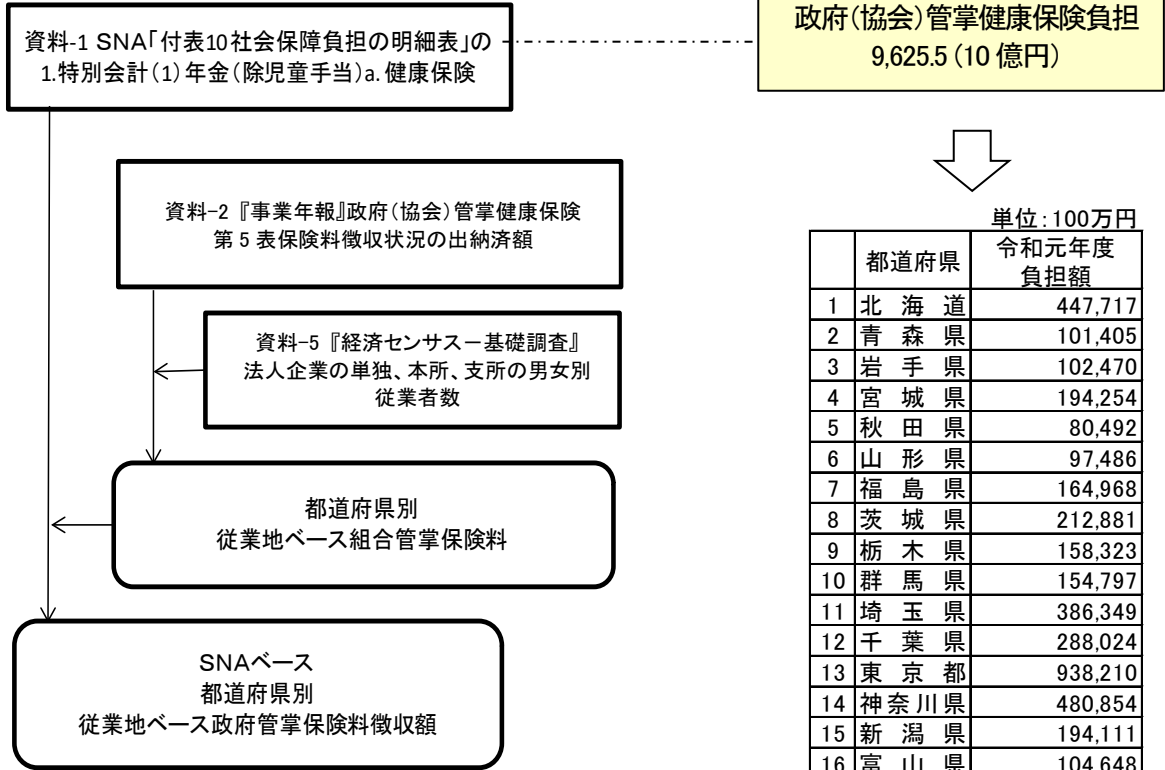 資料-1 SNA「付表10社会保障負担の明細表」の
1.特別会計(1)年金(除児童手当)a.健康保険
政府(協会)管掌健康保険負担
9,625.5(10億円)
資料-2『事業年報』政府(協会)管掌健康保険
第5表保険料徴収状況の出納済額
資料-5『経済センサス-基礎調査』
法人企業の単独、本所、支所の男女別
従業者数
都道府県別
従業地ベース組合管掌保険料
SNAベース
都道府県別
従業地ベース政府管掌保険料徴収額
単位:100万円
都道府県 令和元年度
負担額
1 北海道 447,717
2 青森県 101,405
3 岩手県 102,470
4 宮城県 194,254
5 秋田県 80,492
6 山形県 97,486
7 福島県 164,968
8 茨城県 212,881
9 栃木県 158,323
10 群馬県 154,797
11 埼玉県 386,349
12 千葉県 288,024
13 東京都 938,210
14 神奈川県 480,854
15 新潟県 194,111
16 富山県 104,648